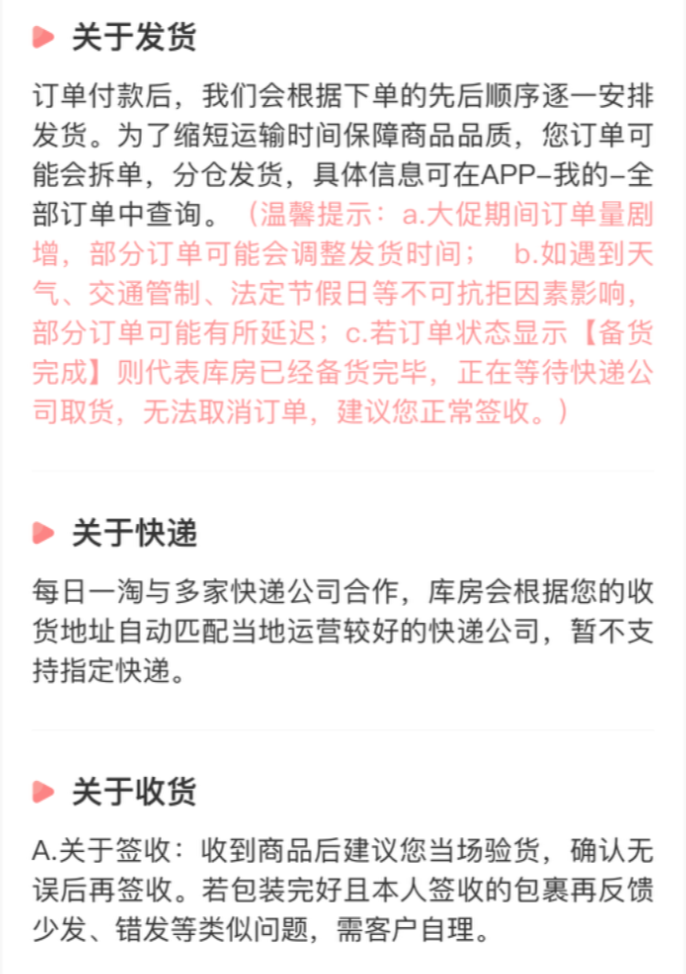 关于发货
订单付款后，我们会根据下单的先后顺序逐一安排
发货。为了缩短运输时间保障商品品质，您订单可
能会拆单，分仓发货，具体信息可在APP-我的-全
部订单中查询。（温馨提示：a.大促期间订单量剧
增，部分订单可能会调整发货时间； b.如遇到天
气、交通管制、法定节假日等不可抗拒因素影响，
部分订单可能有所延迟；c.若订单状态显示【备货
完成】则代表库房已经备货完毕，正在等待快递公
司取货，无法取消订单，建议您正常签收。）
关于快递
每日一淘与多家快递公司合作，库房会根据您的收
货地址自动匹配当地运营较好的快递公司，暂不支
持指定快递。
关于收货
A.关于签收：收到商品后建议您当场验货，确认无
误后再签收。若包装完好且本人签收的包裹再反馈
少发、错发等类似问题，需客户自理。